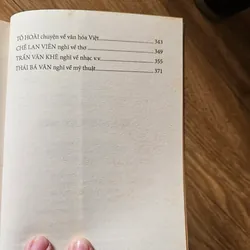 TÔ HOÀI chuyện về văn hóa Việt 343
CHẾ LAN VIÊN nghĩ về thơ 349
TRẦN VĂN KHÊ nghĩ về nhạc v.v. 355
THÁI BÁ VÂN nghĩ về mỹ thuật 371